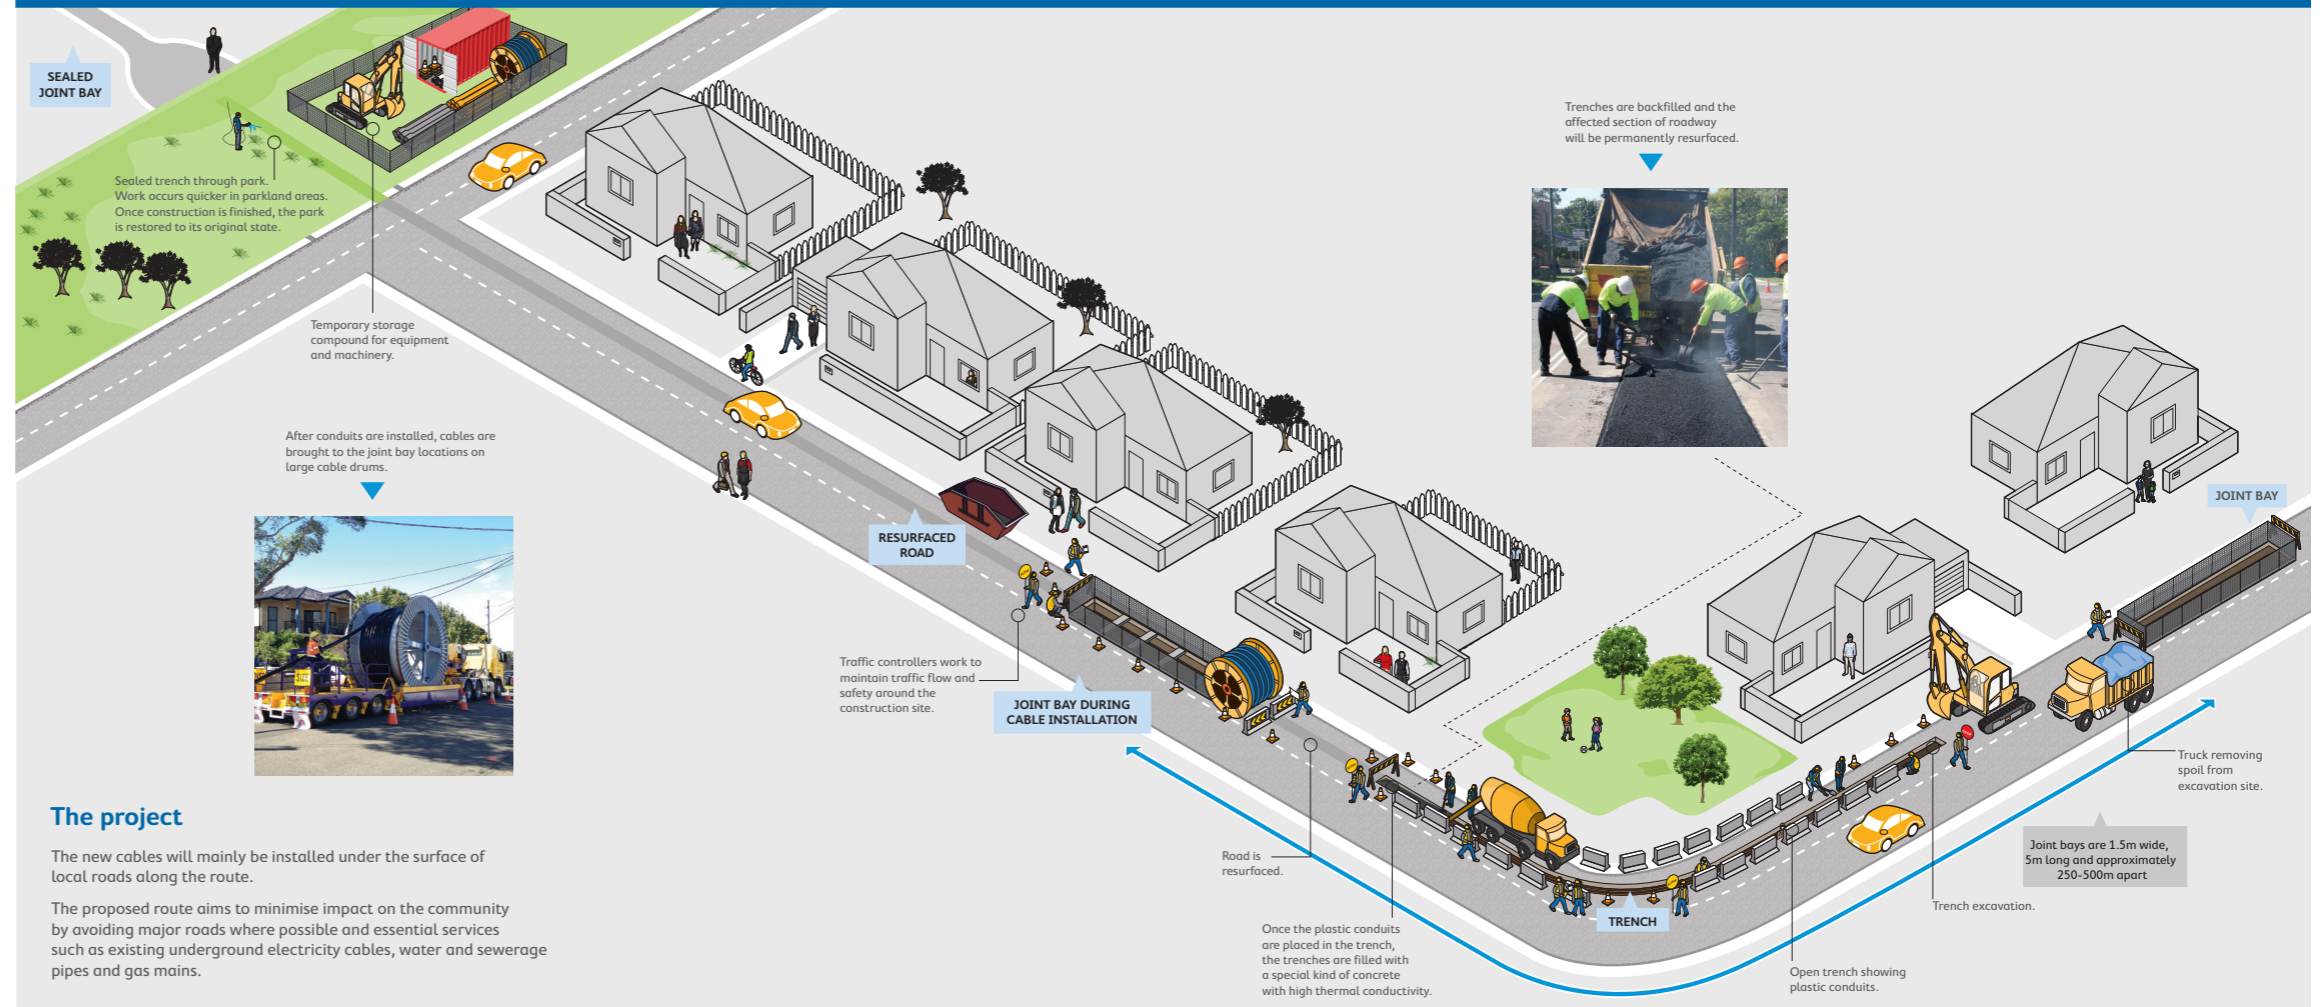 SEALED
JOINT BAY
Sealed trench through park.
Work occurs quicker in parkland areas.
Once construction is finished, the park
is restored to its original state.
Temporary storage
compound for equipment
and machinery.
After conduits are installed, cables are
brought to the joint bay locations on
large cable drums.
Trenches are backfilled and the
affected section of roadway
will be permanently resurfaced.
RESURFACED
ROAD
Traffic controllers work to
maintain traffic flow and
safety around the
construction site.
JOINT BAY DURING
CABLE INSTALLATION
JOINT BAY
Truck removing
spoil from
excavation site.
Joint bays are 1.5m wide,
5m long and approximately
250-500m apart
Road is
resurfaced.
Once the plastic conduits
are placed in the trench,
the trenches are filled with
a special kind of concrete
with high thermal conductivity.
TRENCH
Trench excavation.
Open trench showing
plastic conduits.
The project
The new cables will mainly be installed under the surface of
local roads along the route.
The proposed route aims to minimise impact on the community
by avoiding major roads where possible and essential services
such as existing underground electricity cables, water and sewerage
pipes and gas mains.